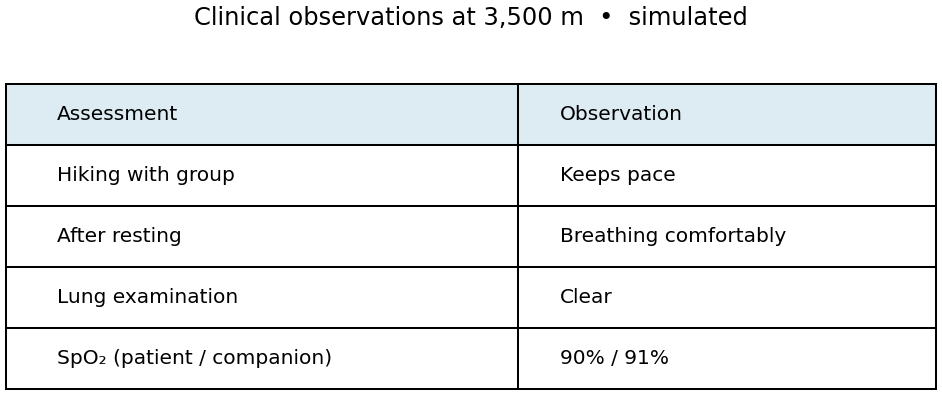 Clinical observations at 3,500 m • simulated
Assessment Observation
Hiking with group Keeps pace
After resting Breathing comfortably
Lung examination Clear
SpO₂ (patient / companion) 90% / 91%